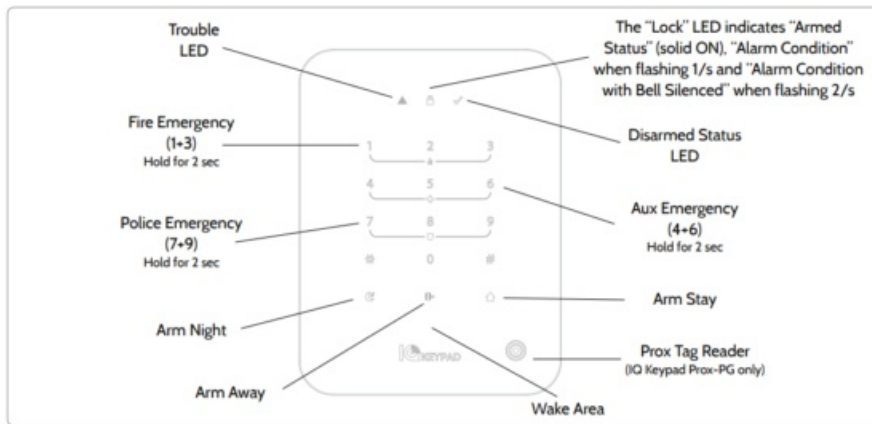 Trouble
LED
The "Lock" LED indicates "Armed
Status" (solid ON), "Alarm Condition"
when flashing 1/s and "Alarm Condition
with Bell Silenced" when flashing 2/s
Fire Emergency
(1+3)
Hold for 2 sec
Disarmed Status
LED
1 2 3
4 5 6
Police Emergency
(7+9)
Hold for 2 sec
Aux Emergency
(4+6)
Hold for 2 sec
7 8 9
* 0 #
Arm Night
Arm Stay
IQ KEYPAD
Prox Tag Reader
(IQ Keypad Prox-PG only)
Arm Away
Wake Area